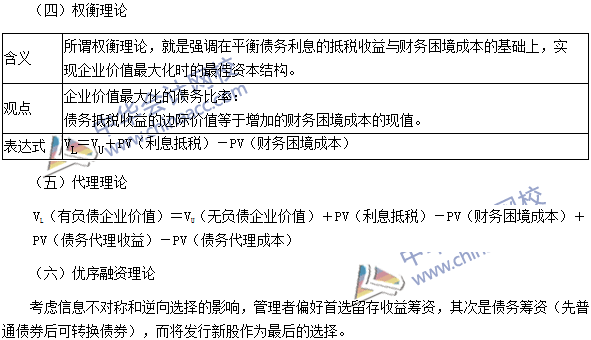 （四）权衡理论
含义
所谓权衡理论，就是强调在平衡债务利息的抵税收益与财务困境成本的基础上，实
现企业价值最大化时的最佳资本结构。
观点
企业价值最大化的债务比率：
债务抵税收益的边际价值等于增加的财务困境成本的现值。
表达式
VL＝VU＋PV（利息抵税）－PV（财务困境成本）
（五）代理理论
VL（有负债企业价值）＝VU（无负债企业价值）＋PV（利息抵税）－PV（财务困境成本）＋
PV（债务代理收益）－PV（债务代理成本）
（六）优序融资理论
考虑信息不对称和逆向选择的影响，管理者偏好首选留存收益筹资，其次是债务筹资（先普
通债券后可转换债券），而将发行新股作为最后的选择。